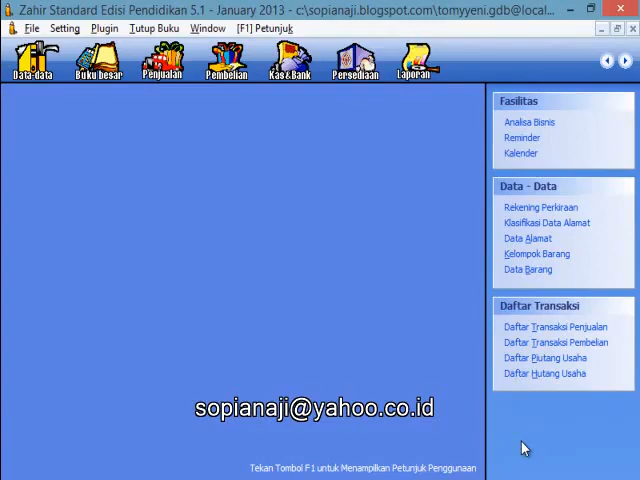 Zahir Standard Edisi Pendidikan 5.1 - January 2013 - c:\sopianaji.blogspot.com\tomyyeni.gdb@local...
File Setting Plugin Tutup Buku Window [F1] Petunjuk
Data-data Buku besar Penjualan Pembelian Kas&Bank Persediaan Laporan
Fasilitas
Analisa Bisnis
Reminder
Kalender
Data - Data
Rekening Perkiraan
Klasifikasi Data Alamat
Data Alamat
Kelompok Barang
Data Barang
Daftar Transaksi
Daftar Transaksi Penjualan
Daftar Transaksi Pembelian
Daftar Piutang Usaha
Daftar Hutang Usaha
sopianaji@yahoo.co.id
Tekan Tombol F1 untuk Menampilkan Petunjuk Penggunaan